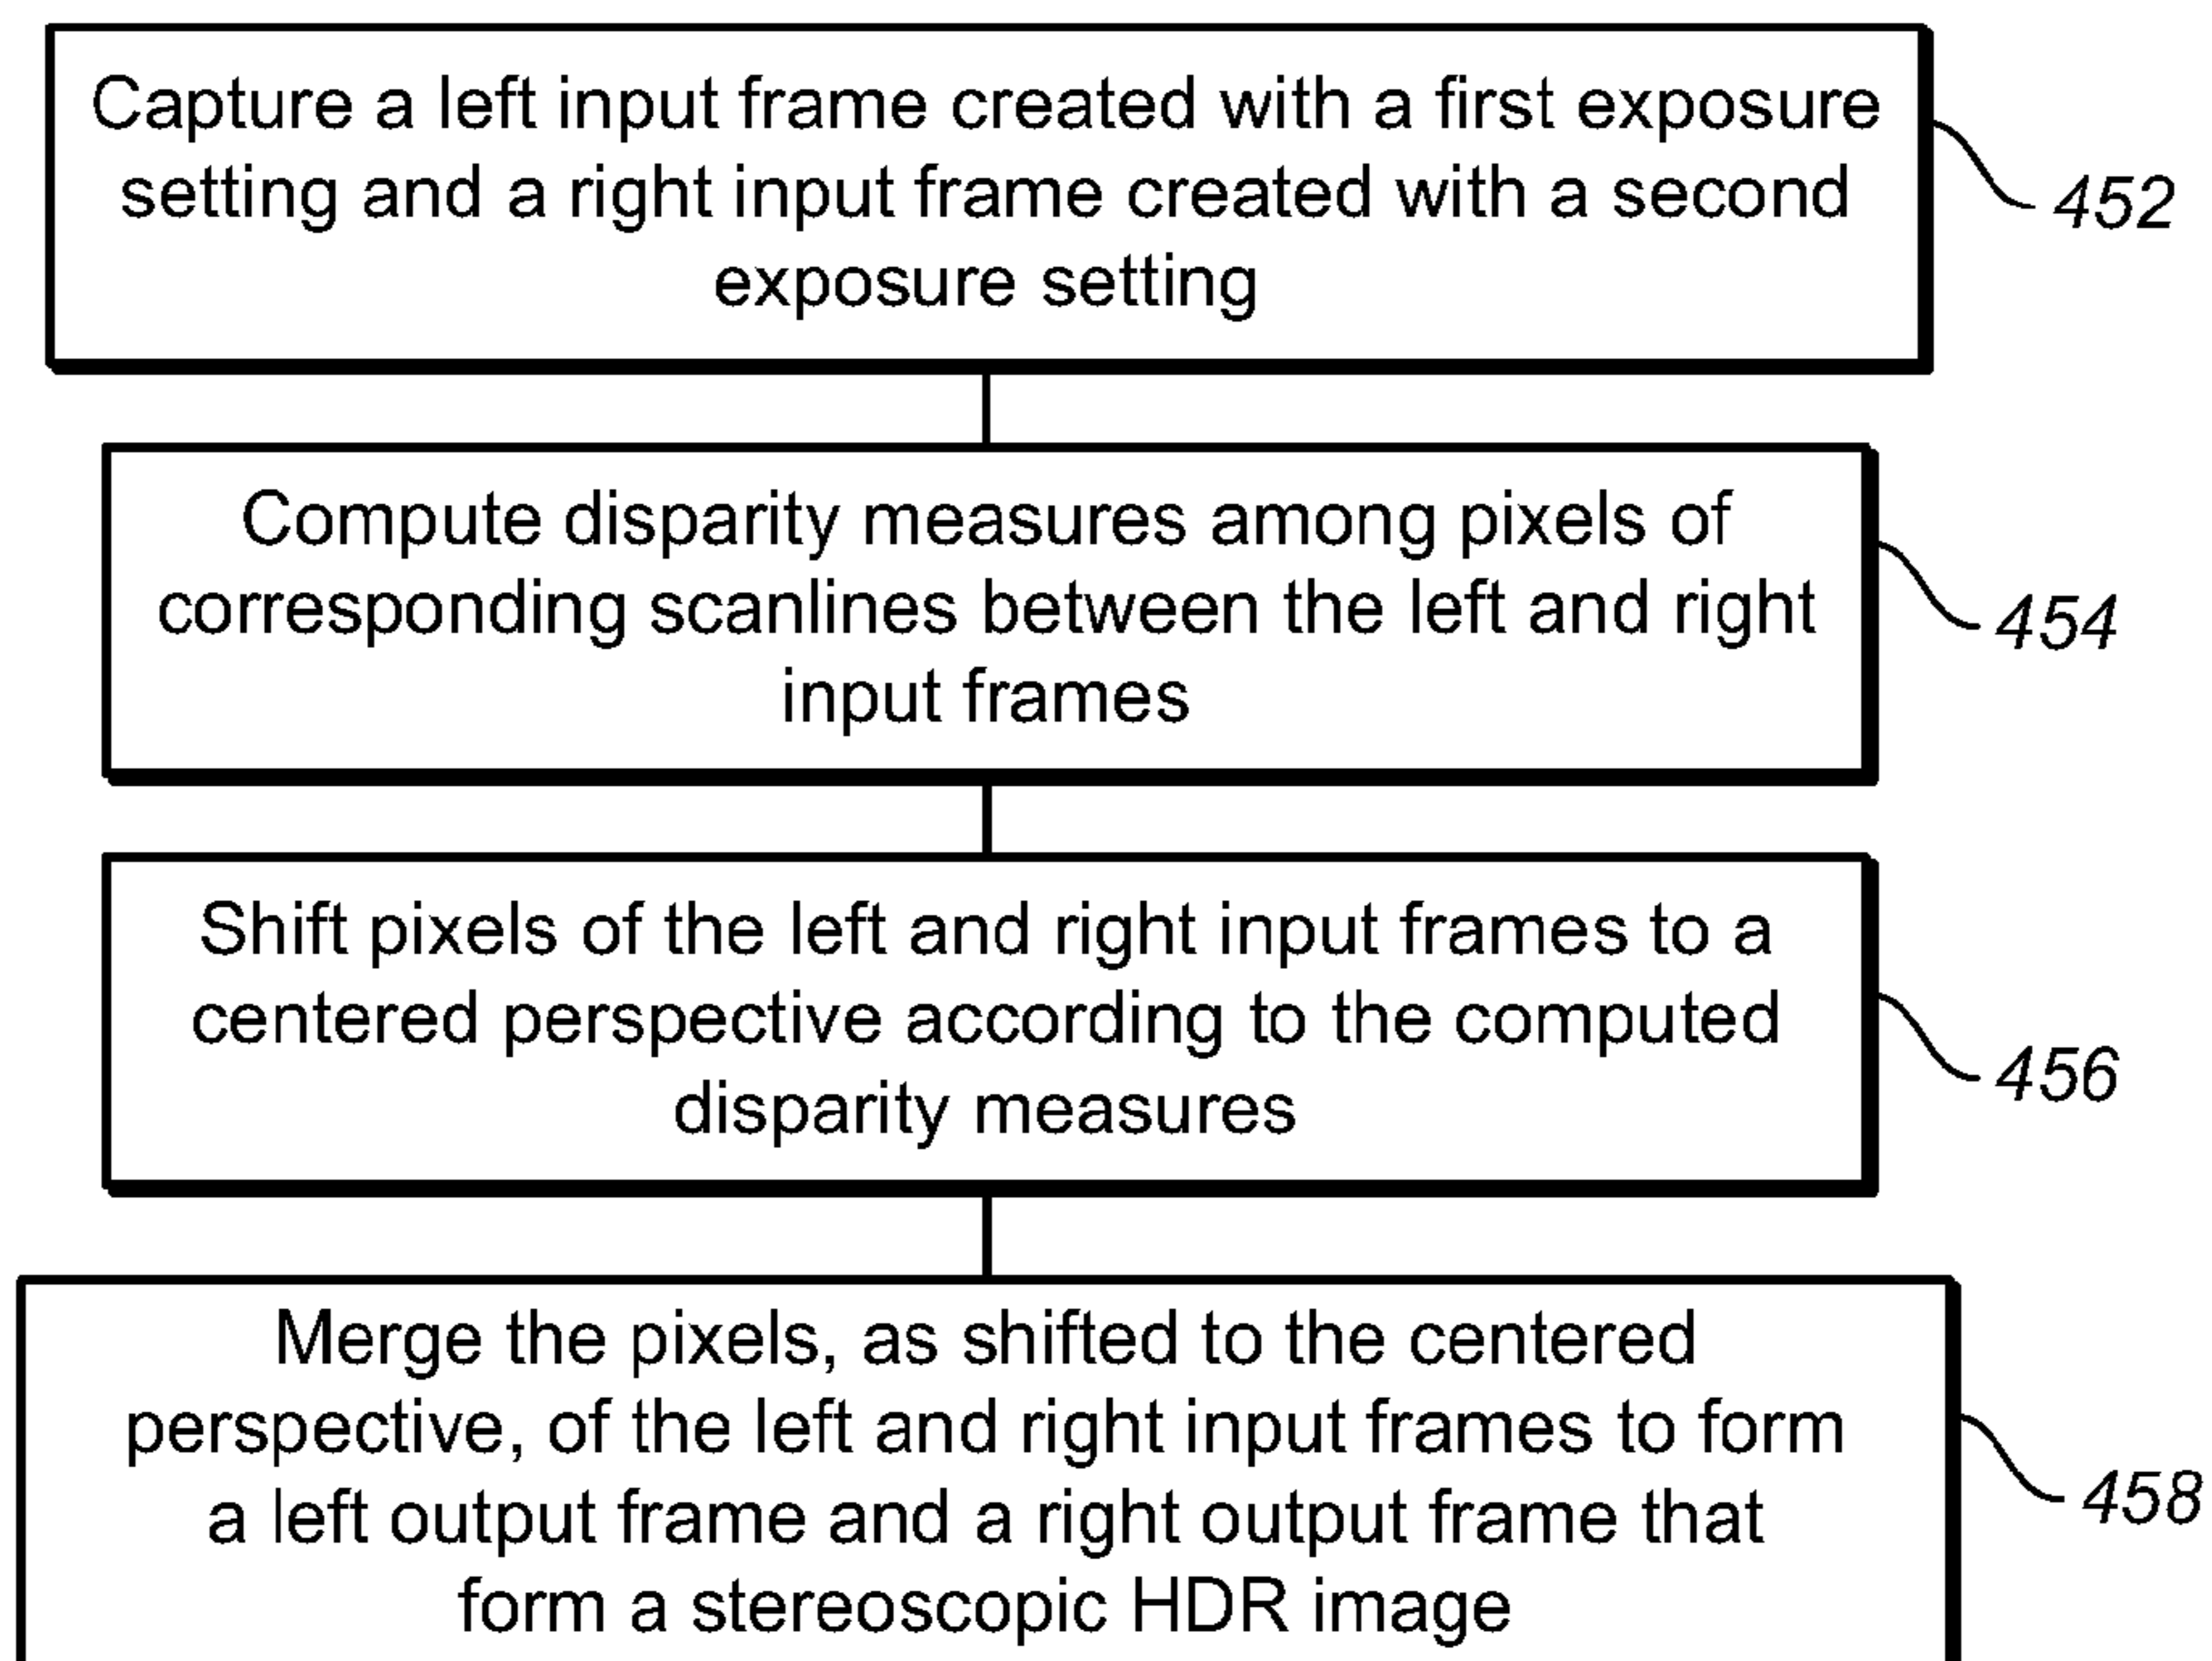 Capture a left input frame created with a first exposure
setting and a right input frame created with a second
exposure setting
452
Compute disparity measures among pixels of
corresponding scanlines between the left and right
input frames
454
Shift pixels of the left and right input frames to a
centered perspective according to the computed
disparity measures
456
Merge the pixels, as shifted to the centered
perspective, of the left and right input frames to form
a left output frame and a right output frame that
form a stereoscopic HDR image
458